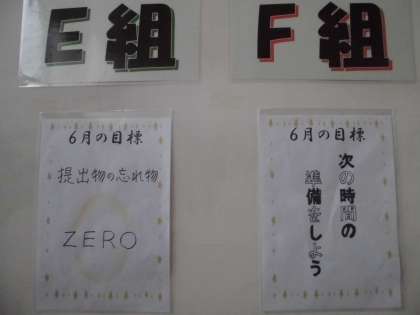 E組
6月の目標
提出物の忘れ物
ZERO
F組
6月の目標
次の時間の
準備をしよう